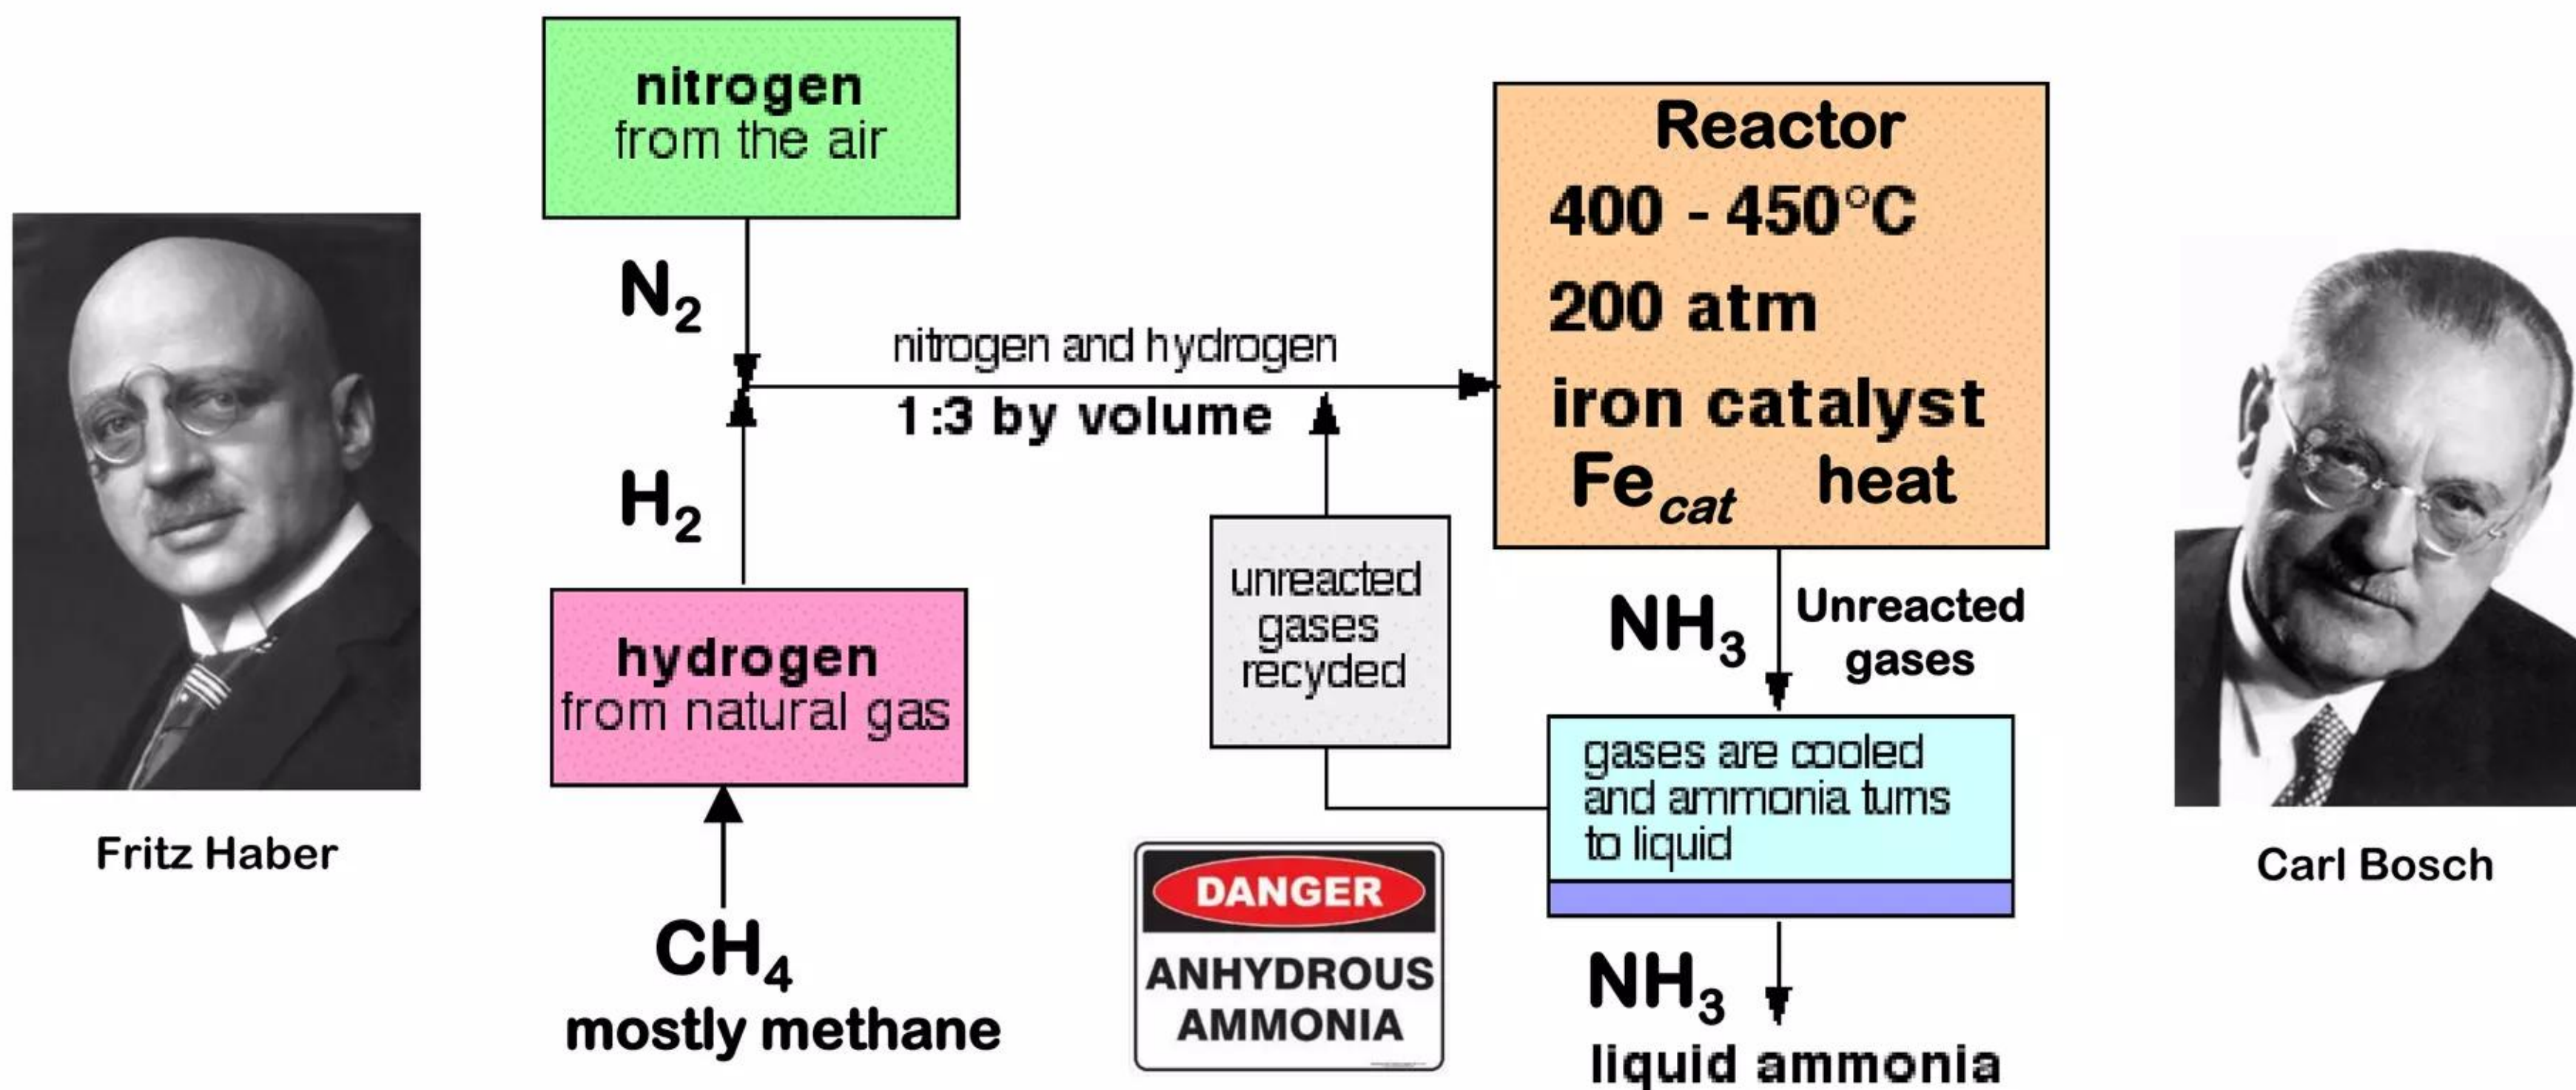 nitrogen
from the air
N2
nitrogen and hydrogen
1:3 by volume
H2
hydrogen
from natural gas
CH4
mostly methane
Fritz Haber
Reactor
400 - 450°C
200 atm
iron catalyst
Fecat heat
unreacted
gases
recycled
NH3
Unreacted
gases
gases are cooled
and ammonia turns
to liquid
DANGER
ANHYDROUS
AMMONIA
NH3
liquid ammonia
Carl Bosch